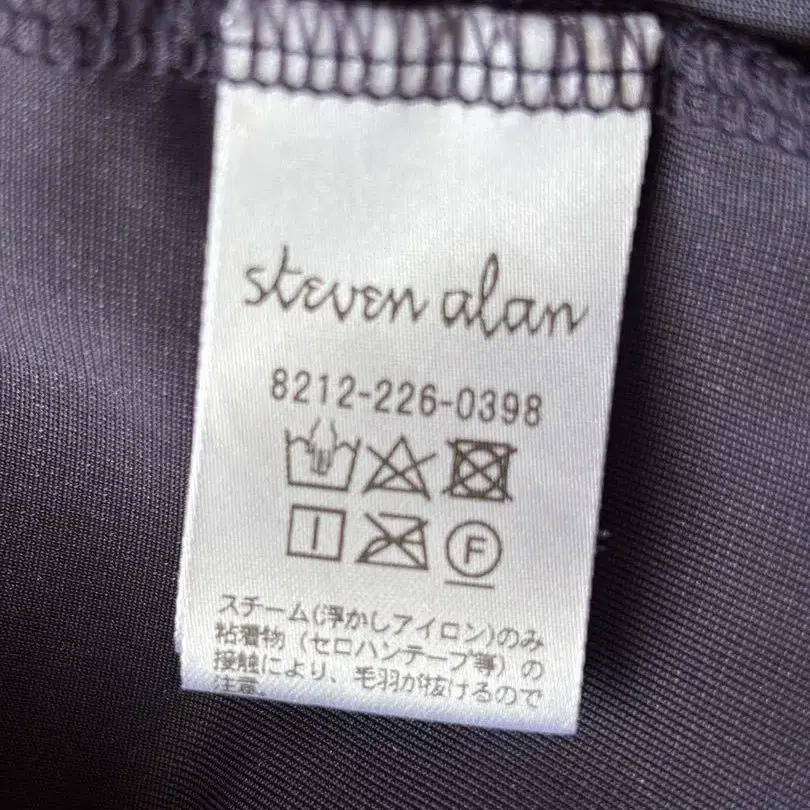 steven alan
8212-226-0398
F
スチーム(浮かしアイロン)のみ
粘着物（セロハンテープ等）の
接触により、毛羽が抜けるので
注意